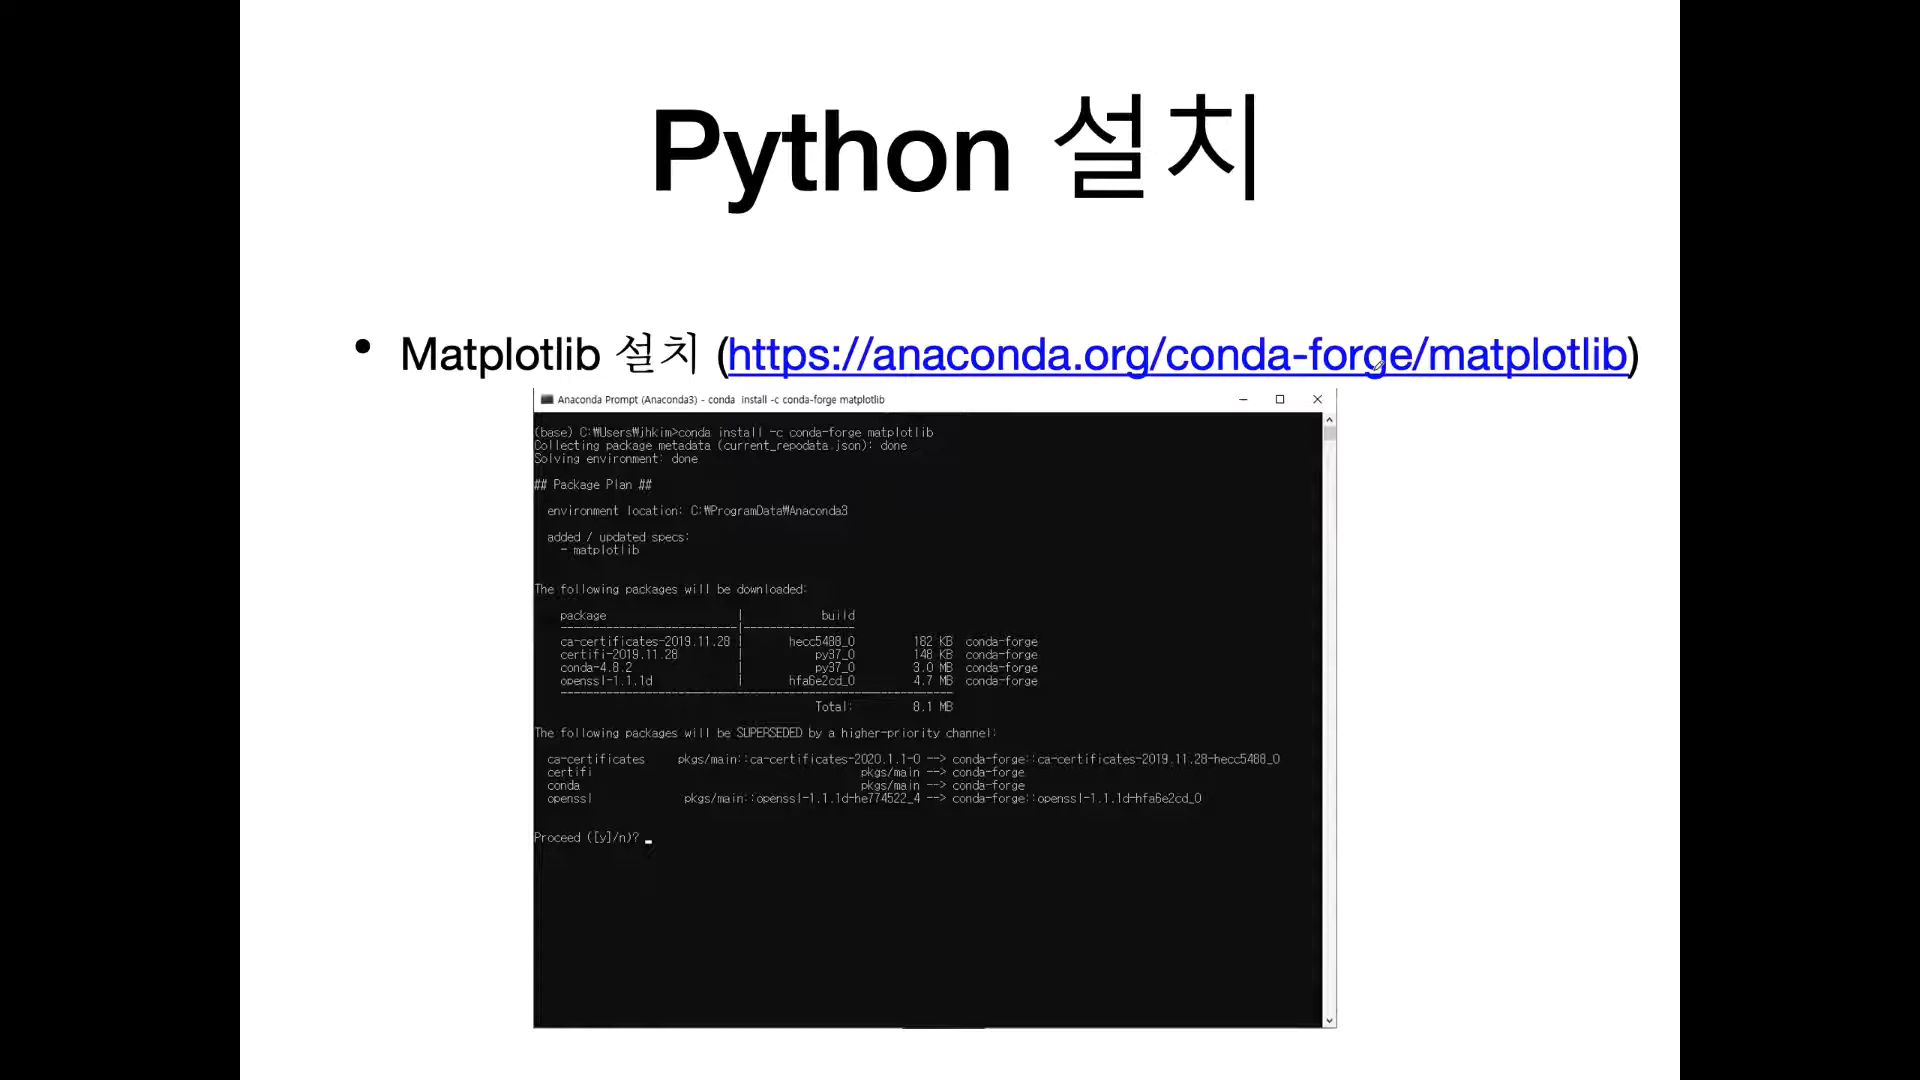 Python 설치
• Matplotlib 설치 (https://anaconda.org/conda-forge/matplotlib)
Anaconda Prompt (Anaconda3) - conda  install -c conda-forge matplotlib
(base) C:₩Users₩jhkim>conda install -c conda-forge matplotlib
Collecting package metadata (current_repodata.json): done
Solving environment: done
## Package Plan ##
environment location: C:₩ProgramData₩Anaconda3
added / updated specs:
- matplotlib
The following packages will be downloaded:
package | build
---------------------------|-----------------
ca-certificates-2019.11.28 | hecc5488_0 182 KB conda-forge
certifi-2019.11.28 | py37_0 148 KB conda-forge
conda-4.8.2 | py37_0 3.0 MB conda-forge
openssl-1.1.1d | hfa6e2cd_0 4.7 MB conda-forge
------------------------------------------------------------
Total: 8.1 MB
The following packages will be SUPERSEDED by a higher-priority channel:
ca-certificates pkgs/main::ca-certificates-2020.1.1-0 --> conda-forge::ca-certificates-2019.11.28-hecc5488_0
certifi pkgs/main --> conda-forge
conda pkgs/main --> conda-forge
openssl pkgs/main::openssl-1.1.1d-he774522_4 --> conda-forge::openssl-1.1.1d-hfa6e2cd_0
Proceed ([y]/n)?